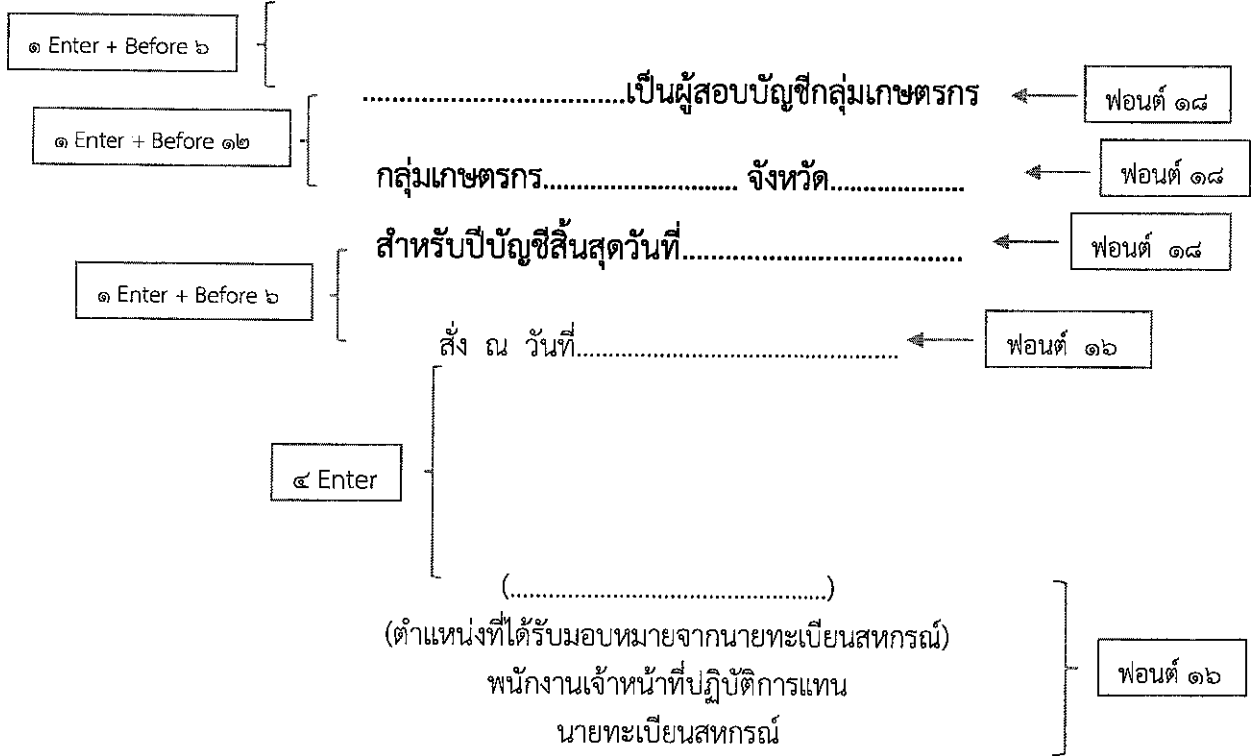 ๑ Enter + Before ๖
..............................เป็นผู้สอบบัญชีกลุ่มเกษตรกร
ฟอนต์ ๑๘
๑ Enter + Before ๑๒
กลุ่มเกษตรกร.......................... จังหวัด..................
ฟอนต์ ๑๘
สำหรับปีบัญชีสิ้นสุดวันที่......................................
ฟอนต์ ๑๘
๑ Enter + Before ๖
สั่ง ณ วันที่..............................................
ฟอนต์ ๑๖
๔ Enter
(..............................................)
(ตำแหน่งที่ได้รับมอบหมายจากนายทะเบียนสหกรณ์)
พนักงานเจ้าหน้าที่ปฏิบัติการแทน
นายทะเบียนสหกรณ์
ฟอนต์ ๑๖